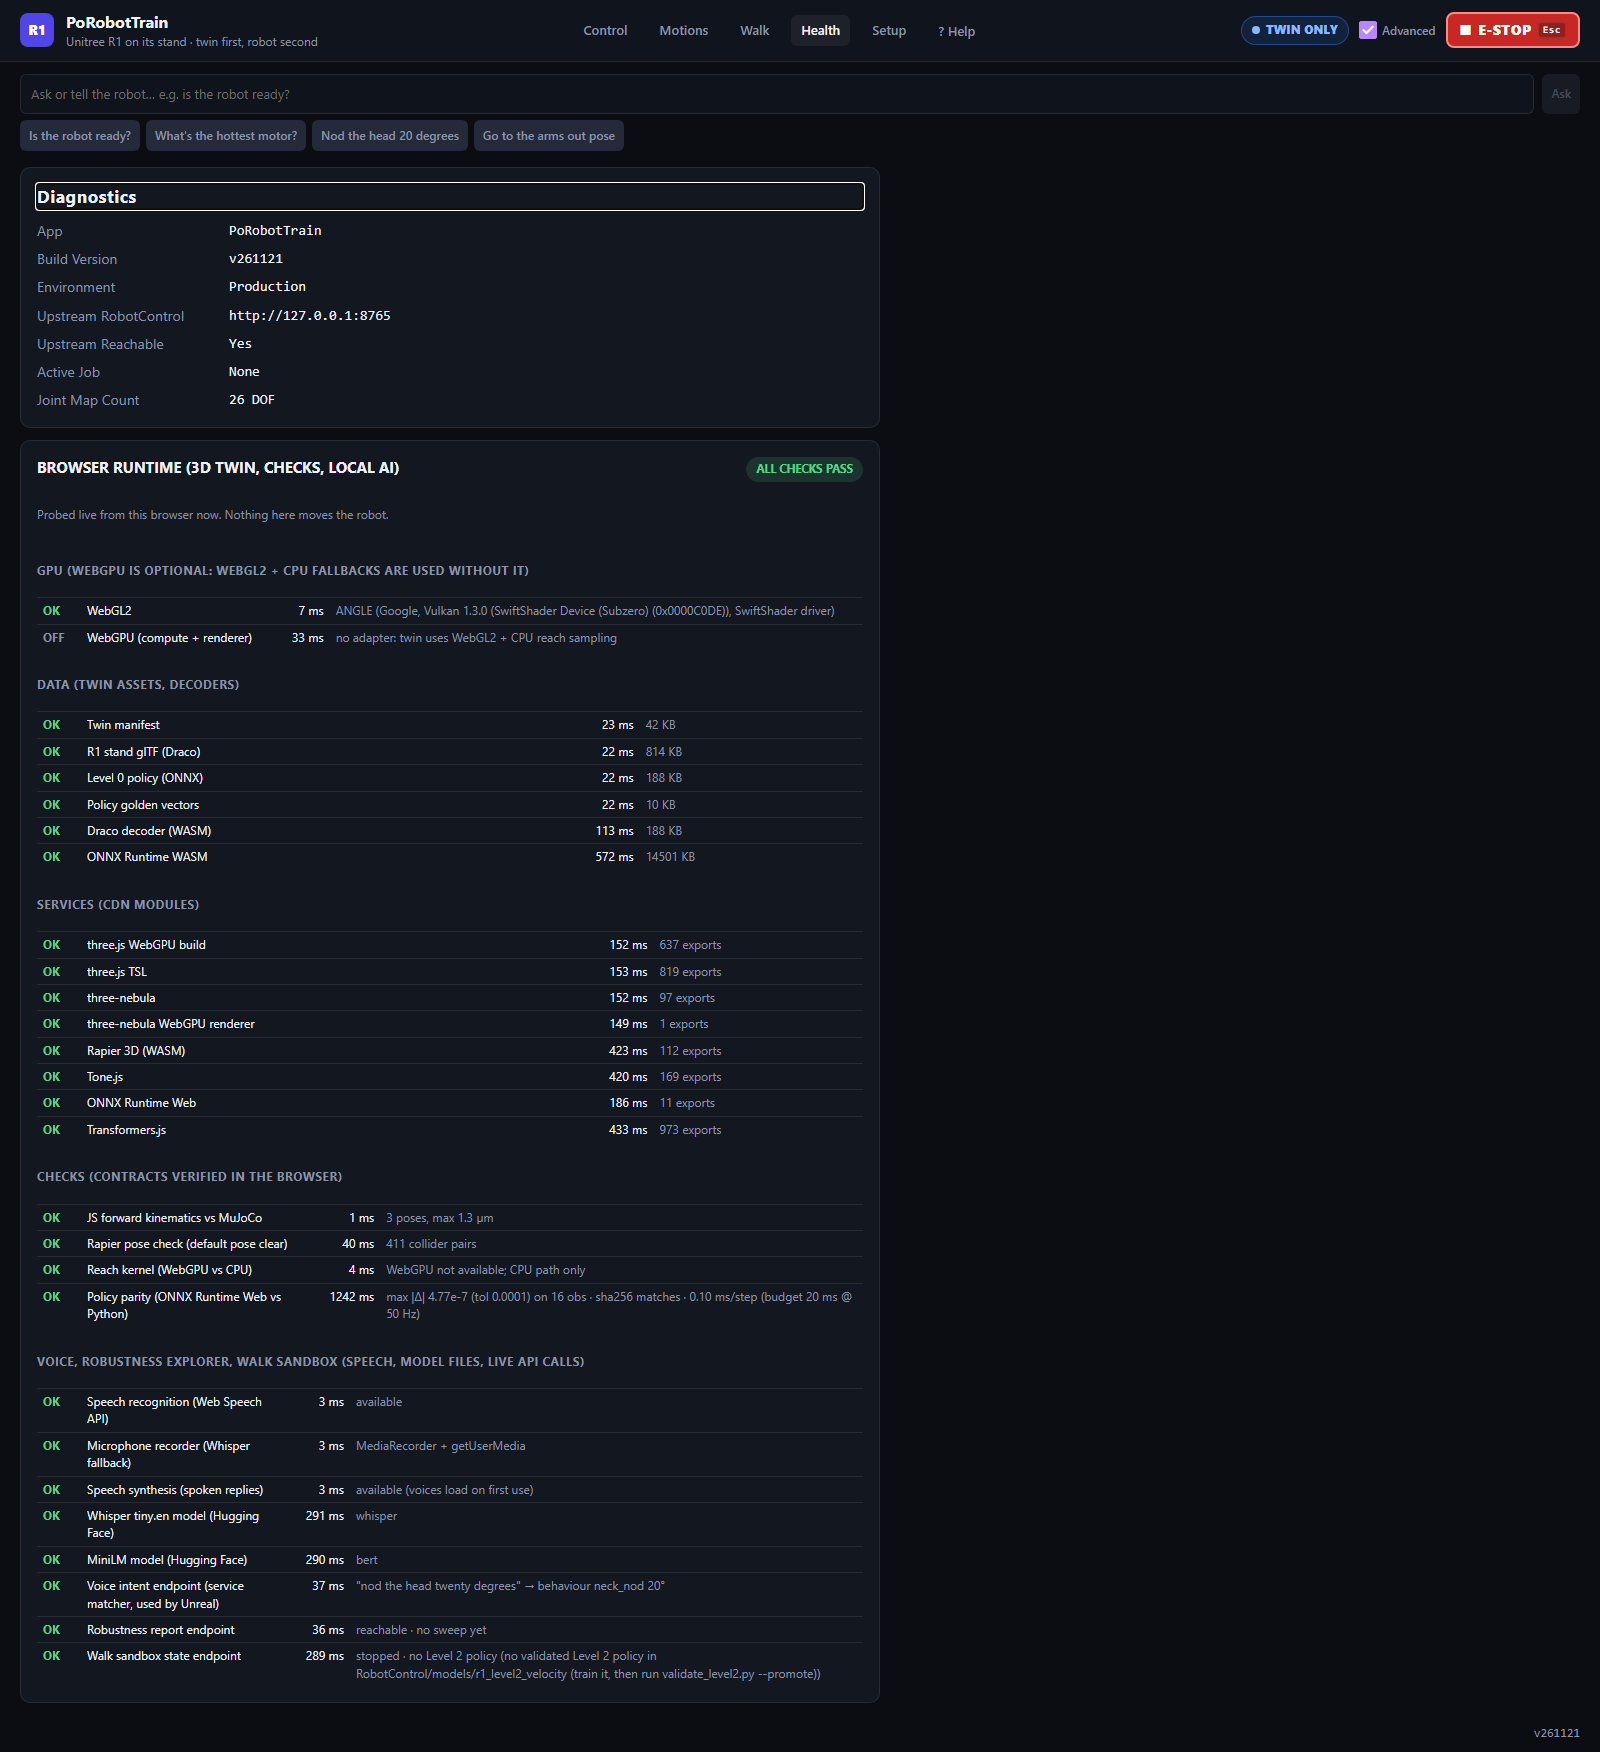 R1
PoRobotTrain
Unitree R1 on its stand · twin first, robot second
Control
Motions
Walk
Health
Setup
? Help
TWIN ONLY
Advanced
E-STOP Esc
Ask or tell the robot... e.g. is the robot ready?
Ask
Is the robot ready?
What's the hottest motor?
Nod the head 20 degrees
Go to the arms out pose
Diagnostics
App PoRobotTrain
Build Version v261121
Environment Production
Upstream RobotControl http://127.0.0.1:8765
Upstream Reachable Yes
Active Job None
Joint Map Count 26 DOF
BROWSER RUNTIME (3D TWIN, CHECKS, LOCAL AI)
ALL CHECKS PASS
Probed live from this browser now. Nothing here moves the robot.
GPU (WEBGPU IS OPTIONAL: WEBGL2 + CPU FALLBACKS ARE USED WITHOUT IT)
OK WebGL2 7 ms ANGLE (Google, Vulkan 1.3.0 (SwiftShader Device (Subzero) (0x0000C0DE)), SwiftShader driver)
OFF WebGPU (compute + renderer) 33 ms no adapter: twin uses WebGL2 + CPU reach sampling
DATA (TWIN ASSETS, DECODERS)
OK Twin manifest 23 ms 42 KB
OK R1 stand glTF (Draco) 22 ms 814 KB
OK Level 0 policy (ONNX) 22 ms 188 KB
OK Policy golden vectors 22 ms 10 KB
OK Draco decoder (WASM) 113 ms 188 KB
OK ONNX Runtime WASM 572 ms 14501 KB
SERVICES (CDN MODULES)
OK three.js WebGPU build 152 ms 637 exports
OK three.js TSL 153 ms 819 exports
OK three-nebula 152 ms 97 exports
OK three-nebula WebGPU renderer 149 ms 1 exports
OK Rapier 3D (WASM) 423 ms 112 exports
OK Tone.js 420 ms 169 exports
OK ONNX Runtime Web 186 ms 11 exports
OK Transformers.js 433 ms 973 exports
CHECKS (CONTRACTS VERIFIED IN THE BROWSER)
OK JS forward kinematics vs MuJoCo 1 ms 3 poses, max 1.3 µm
OK Rapier pose check (default pose clear) 40 ms 411 collider pairs
OK Reach kernel (WebGPU vs CPU) 4 ms WebGPU not available; CPU path only
OK Policy parity (ONNX Runtime Web vs 1242 ms max |Δ| 4.77e-7 (tol 0.0001) on 16 obs · sha256 matches · 0.10 ms/step (budget 20 ms @
Python) 50 Hz)
VOICE, ROBUSTNESS EXPLORER, WALK SANDBOX (SPEECH, MODEL FILES, LIVE API CALLS)
OK Speech recognition (Web Speech 3 ms available
API)
OK Microphone recorder (Whisper 3 ms MediaRecorder + getUserMedia
fallback)
OK Speech synthesis (spoken replies) 3 ms available (voices load on first use)
OK Whisper tiny.en model (Hugging 291 ms whisper
Face)
OK MiniLM model (Hugging Face) 290 ms bert
OK Voice intent endpoint (service 37 ms "nod the head twenty degrees" → behaviour neck_nod 20°
matcher, used by Unreal)
OK Robustness report endpoint 36 ms reachable · no sweep yet
OK Walk sandbox state endpoint 289 ms stopped · no Level 2 policy (no validated Level 2 policy in
RobotControl/models/r1_level2_velocity (train it, then run validate_level2.py --promote))
v261121